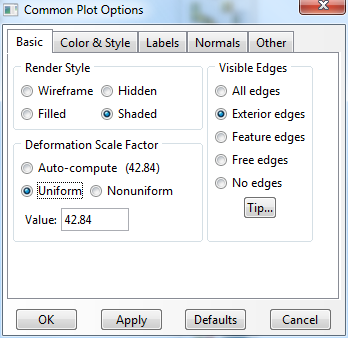 Common Plot Options
Basic Color & Style Labels Normals Other
Render Style
Wireframe Hidden
Filled Shaded
Deformation Scale Factor
Auto-compute (42.84)
Uniform Nonuniform
Value: 42.84
Visible Edges
All edges
Exterior edges
Feature edges
Free edges
No edges
Tip...
OK Apply Defaults Cancel